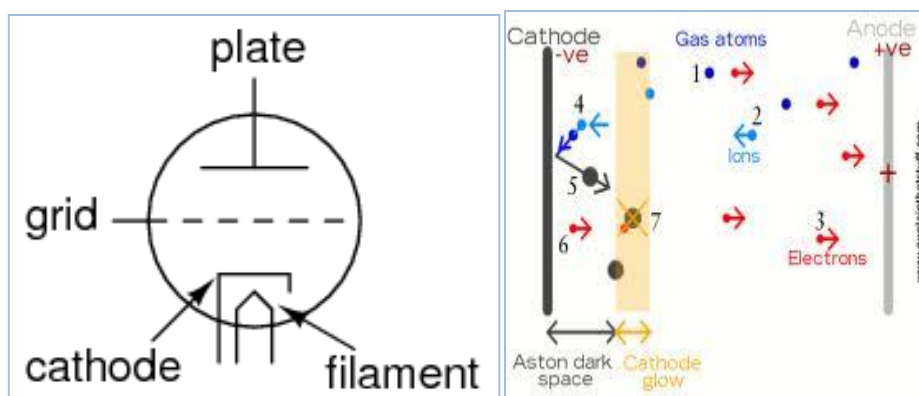 plate
grid
cathode
filament
Cathode
-ve
Gas atoms
Anode
+ve
1
4
2
Ions
5
+
7
6
3
Electrons
Aston dark
space
Cathode
glow